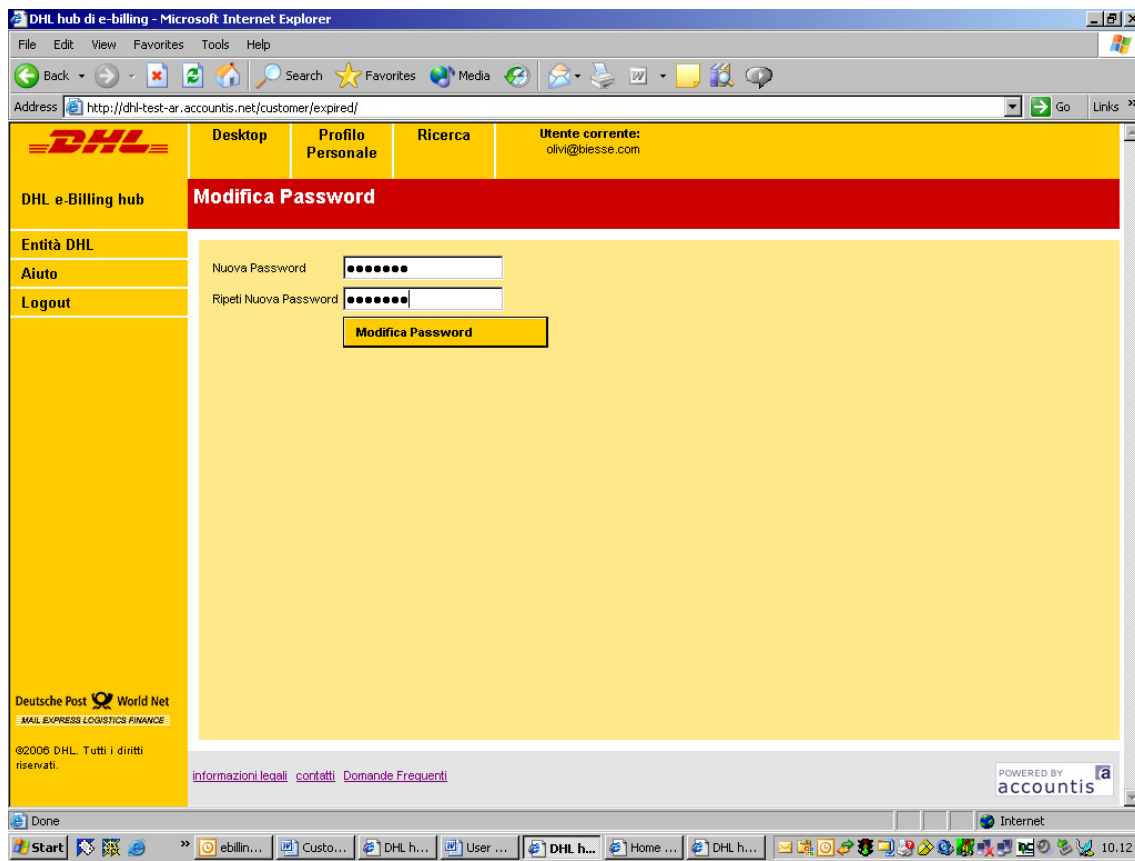 DHL hub di e-billing - Microsoft Internet Explorer
File Edit View Favorites Tools Help
Back Search Favorites Media
Address http://dhl-test-ar.accountis.net/customer/expired/ Go Links »
DHL
Desktop
Profilo
Personale
Ricerca
Utente corrente:
olivi@biesse.com
DHL e-Billing hub
Modifica Password
Entità DHL
Aiuto
Logout
Nuova Password ●●●●●●●
Ripeti Nuova Password ●●●●●●●
Modifica Password
Deutsche Post World Net
MAIL EXPRESS LOGISTICS FINANCE
©2006 DHL. Tutti i diritti
riservati.
informazioni legali contatti Domande Frequenti
POWERED BY
accountis
Done Internet
Start » ebillin... Custo... DHL h... User ... DHL h... Home ... DHL h... 10.12